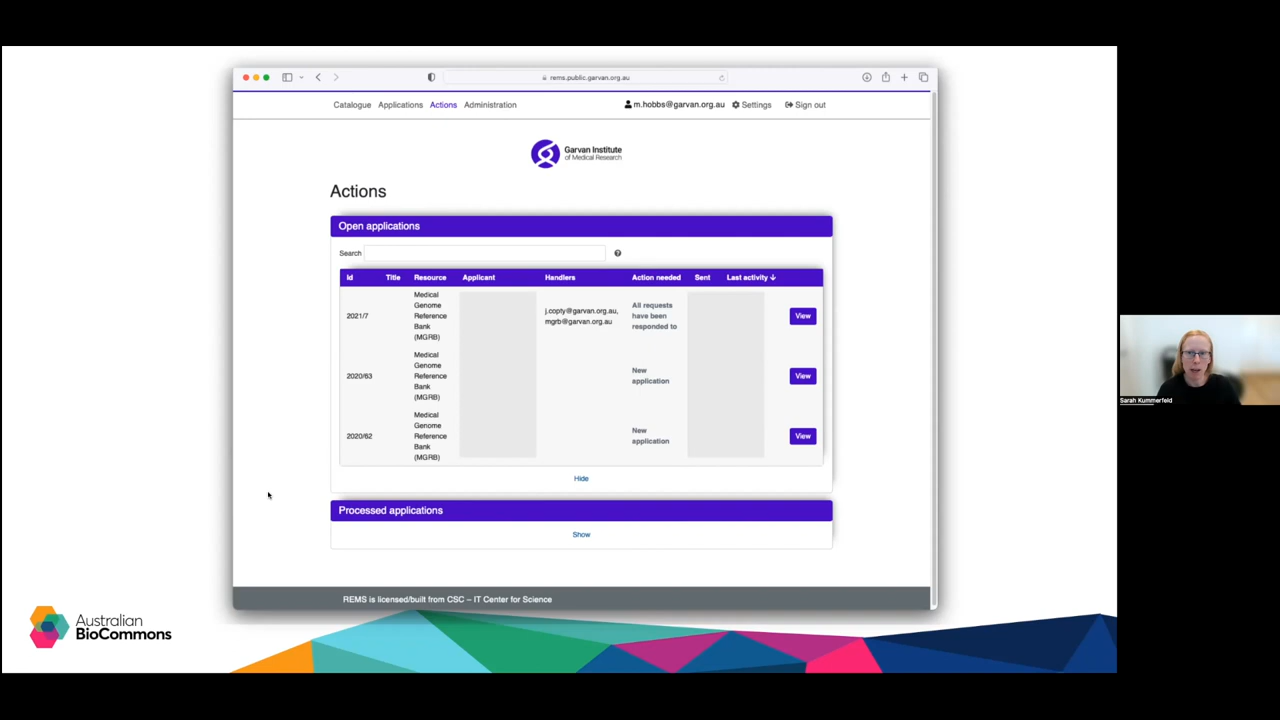 rems.public.garvan.org.au
Catalogue Applications Actions Administration m.hobbs@garvan.org.au Settings Sign out
Garvan Institute
of Medical Research
Actions
Open applications
Search
Id Title Resource Applicant Handlers Action needed Sent Last activity
2021/7
Medical
Genome
Reference
Bank
(MGRB)
j.copty@garvan.org.au,
mgrb@garvan.org.au
All requests
have been
responded to
View
2020/63
Medical
Genome
Reference
Bank
(MGRB)
New
application
View
2020/62
Medical
Genome
Reference
Bank
(MGRB)
New
application
View
Hide
Processed applications
Show
REMS is licensed/built from CSC – IT Center for Science
Australian
BioCommons
Sarah Kummerfeld